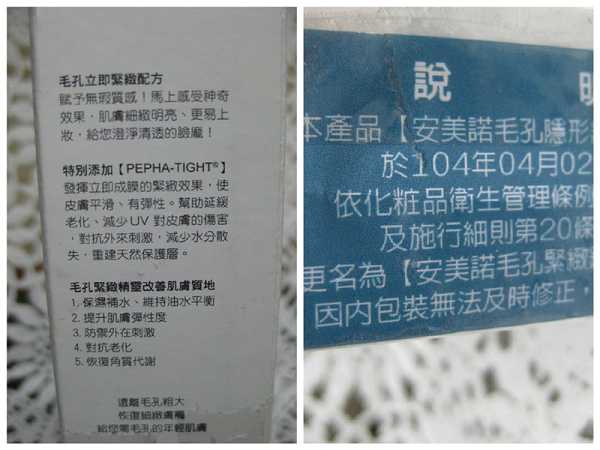 毛孔立即緊緻配方
賦予無瑕質感！馬上感受神奇
效果，肌膚細緻明亮、更易上
妝，給您澄淨清透的臉龐！
特別添加【PEPHA-TIGHT®】
發揮立即成膜的緊緻效果，使
皮膚平滑、有彈性。幫助延緩
老化、減少UV 對皮膚的傷害
，對抗外來刺激，減少水分散
失，重建天然保護層。
毛孔緊緻精靈改善肌膚質地
1. 保濕補水、維持油水平衡
2. 提升肌膚彈性度
3. 防禦外在刺激
4. 對抗老化
5. 恢復角質代謝
遠離毛孔粗大
恢復細緻膚觸
給您零毛孔的年輕肌膚
說 明
本產品【安美諾毛孔隱形
於104年04月02
依化粧品衛生管理條例
及施行細則第20條
更名為【安美諾毛孔緊緻
因內包裝無法及時修正，